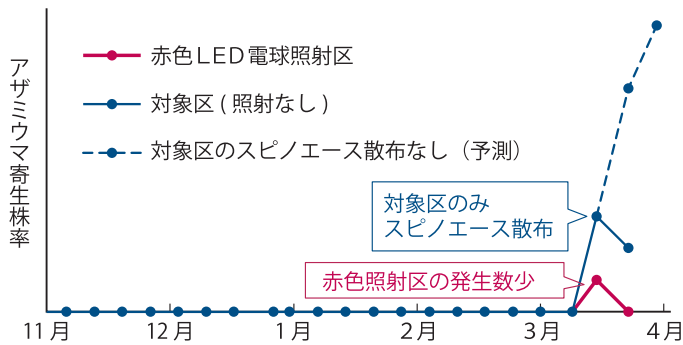 赤色LED電球照射区
対象区(照射なし)
対象区のスピノエース散布なし（予測）
アザミウマ寄生株率
対象区のみ
スピノエース散布
赤色照射区の発生数少
11月 12月 1月 2月 3月 4月